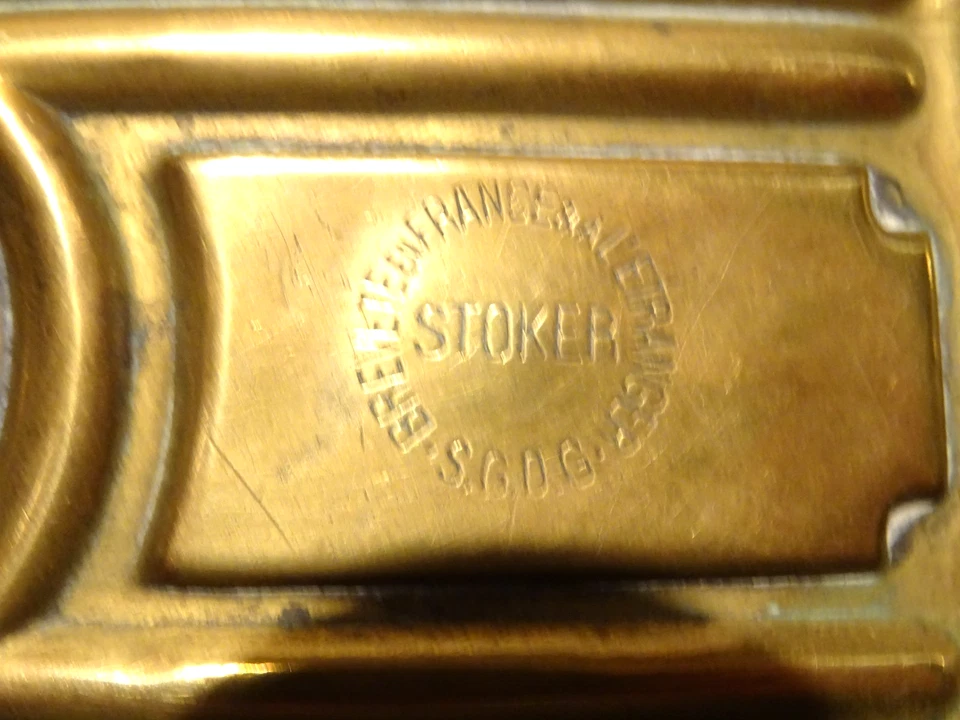 BREVETÉ EN FRANCE & A L'ETRANGER
STOKER
S.G.D.G.